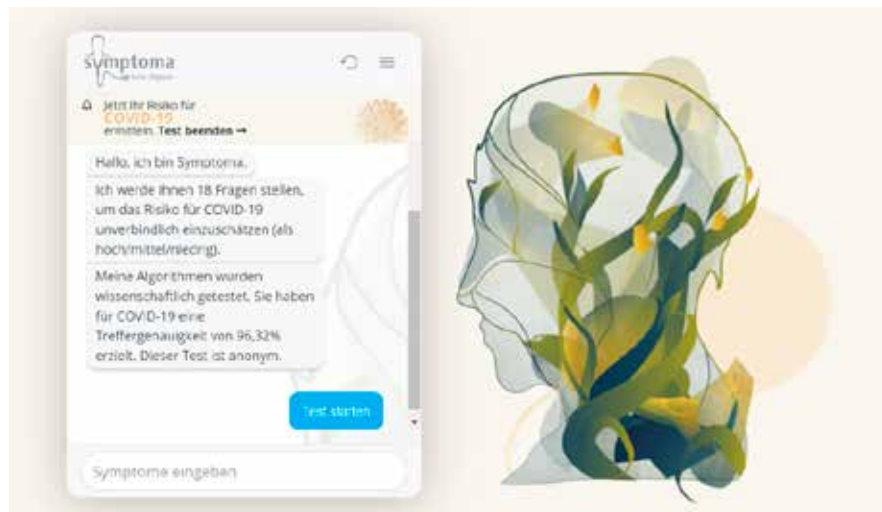 symptoma
Jetzt Ihr Risiko für
COVID-19
ermitteln. Test beenden →
Hallo, ich bin Symptoma.
Ich werde Ihnen 18 Fragen stellen,
um das Risiko für COVID-19
unverbindlich einzuschätzen (als
hoch/mittel/niedrig).
Meine Algorithmen wurden
wissenschaftlich getestet. Sie haben
für COVID-19 eine
Treffergenauigkeit von 96,32%
erzielt. Dieser Test ist anonym.
Test starten
Symptome eingeben